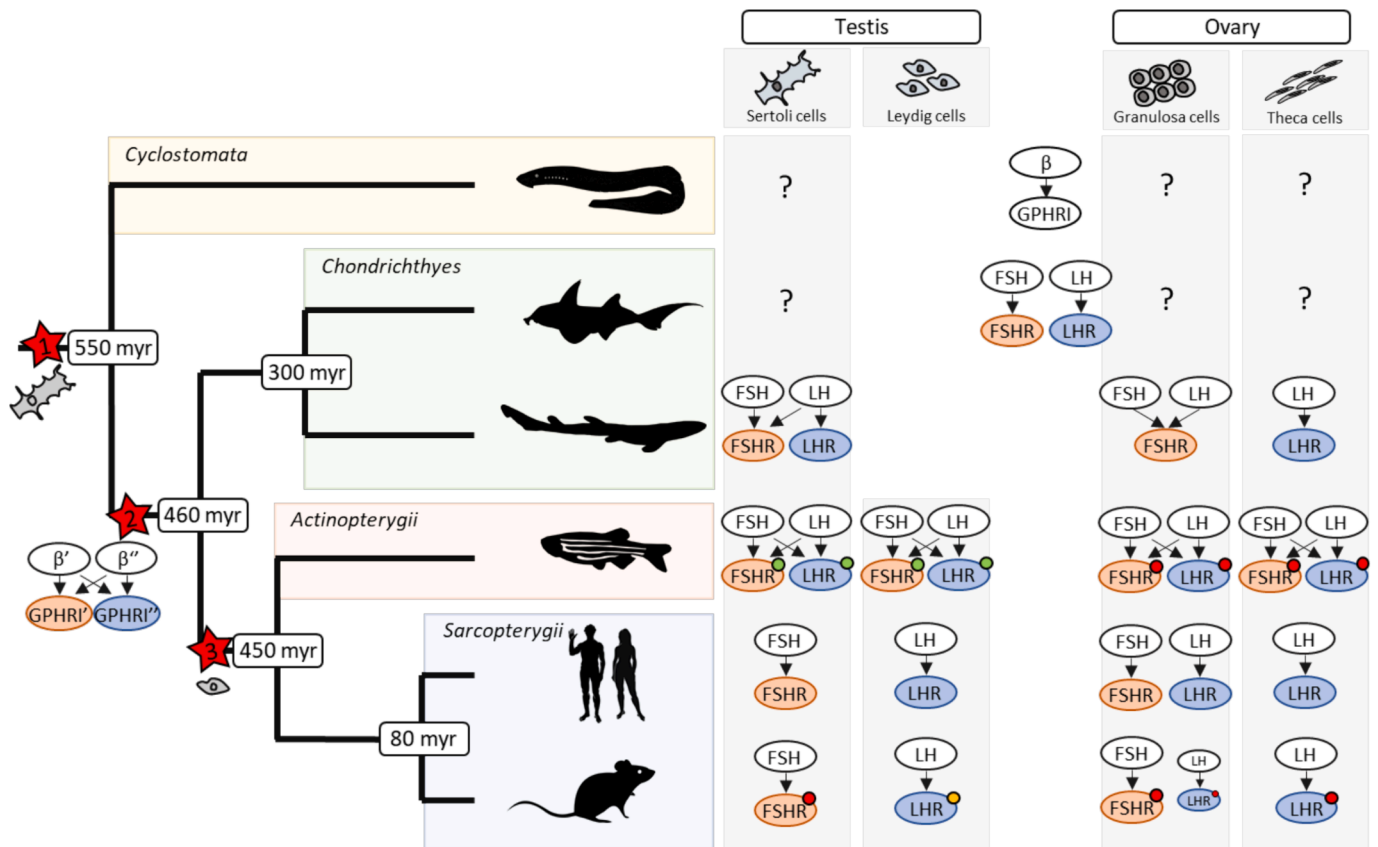 Testis
Ovary
Sertoli cells
Leydig cells
Granulosa cells
Theca cells
Cyclostomata
β
GPHRI
?
?
?
Chondrichthyes
FSH
LH
FSHR
LHR
?
?
?
1
550 myr
300 myr
FSH
LH
FSHR
LHR
FSH
LH
FSHR
LH
LHR
2
460 myr
β′
β′′
GPHRI′
GPHRI′′
Actinopterygii
FSH
LH
FSH
LH
FSH
LH
FSH
LH
FSHR
LHR
FSHR
LHR
FSHR
LHR
FSHR
LHR
3
450 myr
Sarcopterygii
FSH
LH
FSH
LH
LH
FSHR
LHR
FSHR
LHR
LHR
80 myr
FSH
LH
FSH
LH
LH
FSHR
LHR
FSHR
LHR
LHR